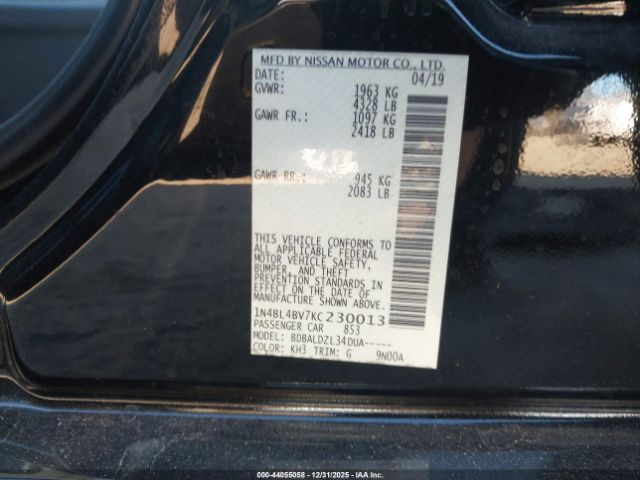 MFD BY NISSAN MOTOR CO., LTD.
DATE: 04/19
GVWR: 1963 KG
4328 LB
GAWR FR.: 1097 KG
2418 LB
GAWR RR.: 945 KG
2083 LB
THIS VEHICLE CONFORMS TO
ALL APPLICABLE FEDERAL
MOTOR VEHICLE SAFETY,
BUMPER, AND THEFT
PREVENTION STANDARDS IN
EFFECT ON THE DATE OF
MANUFACTURE SHOWN ABOVE.
1N4BL4BV7KC230013
PASSENGER CAR 853
MODEL: BDBALDZL34DUA-----
COLOR: KH3 TRIM: G 9N00A
000-44055058 - 12/31/2025 - IAAI.com